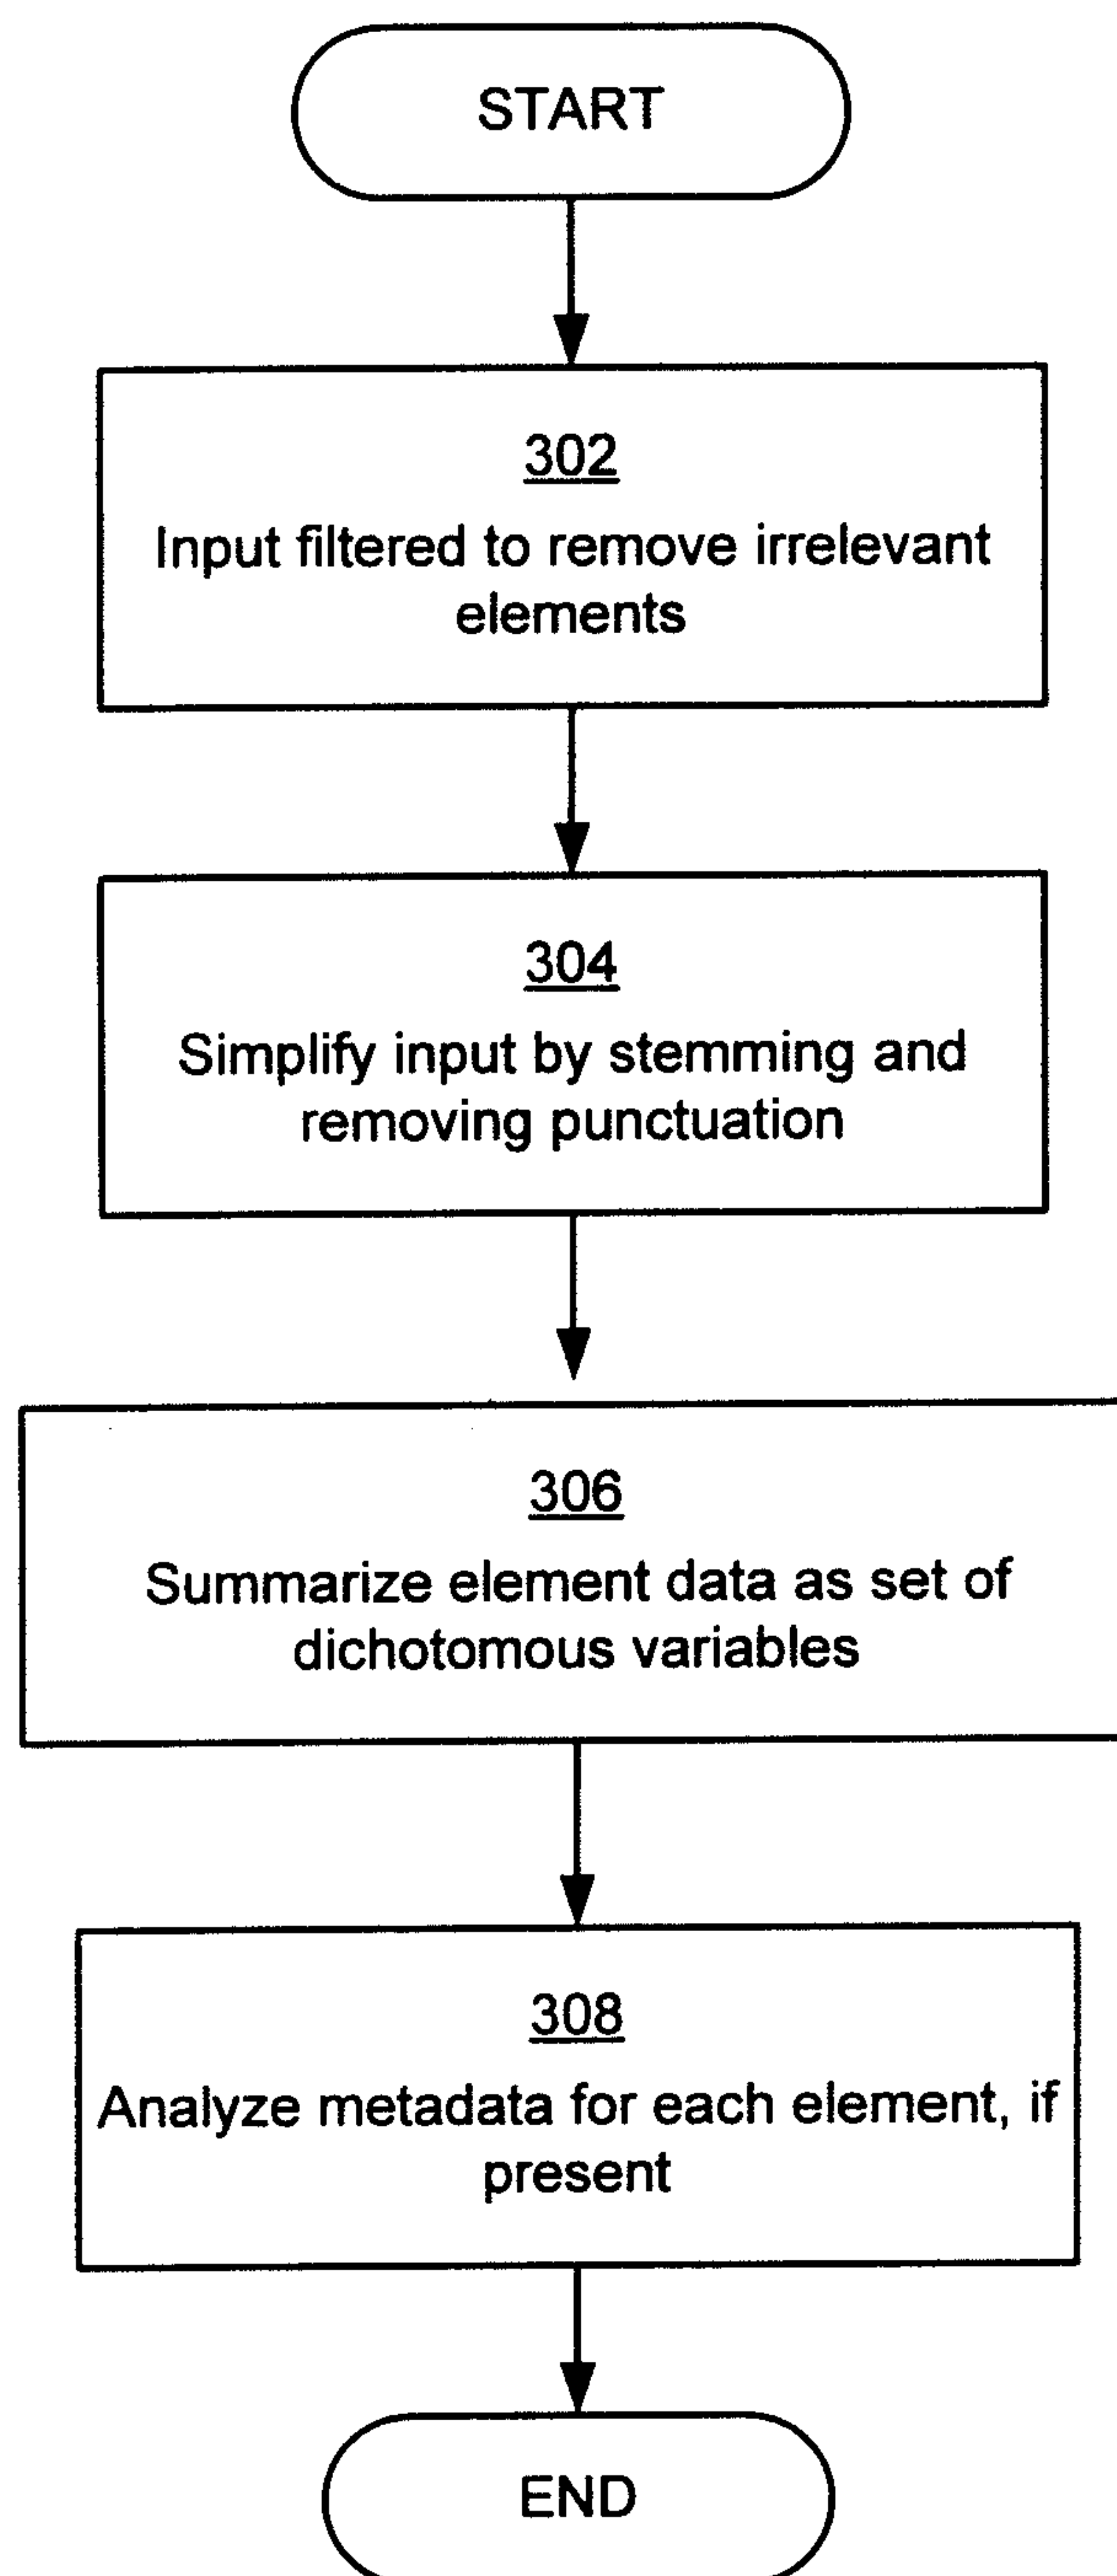 START
302
Input filtered to remove irrelevant
elements
304
Simplify input by stemming and
removing punctuation
306
Summarize element data as set of
dichotomous variables
308
Analyze metadata for each element, if
present
END